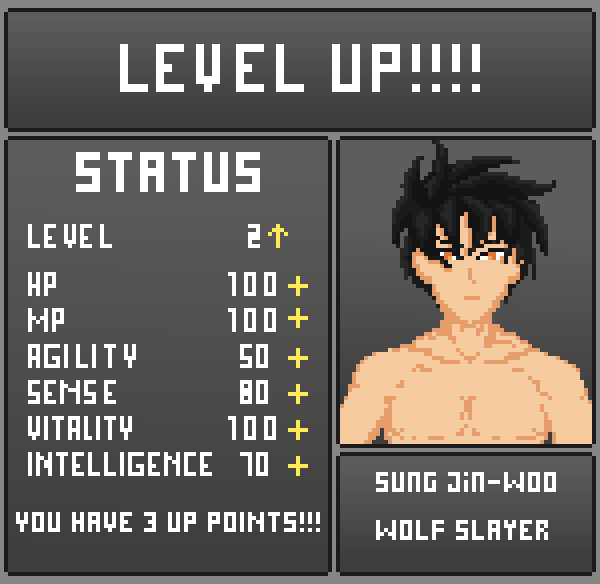 LEVEL UP!!!!
STATUS
LEVEL 2↑
HP 100 +
MP 100 +
AGILITY 50 +
SENSE 80 +
VITALITY 100 +
INTELLIGENCE 70 +
YOU HAVE 3 UP POINTS!!!
SUNG JiN-WOO
WOLF SLAYER